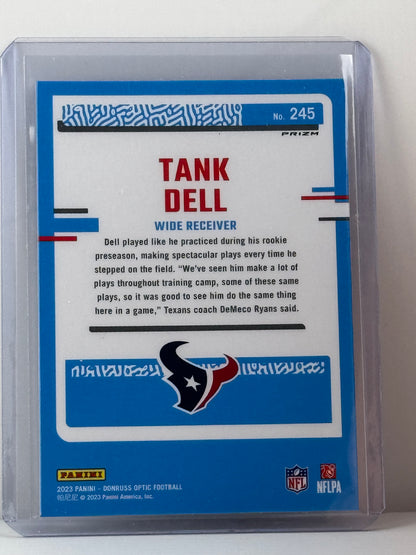 No. 245
PRIZM
TANK
DELL
WIDE RECEIVER
Dell played like he practiced during his rookie
preseason, making spectacular plays every time he
stepped on the field. “We’ve seen him make a lot of
plays throughout training camp, some of these same
plays, so it was good to see him do the same thing
here in a game,” Texans coach DeMeco Ryans said.
PANINI
2023 PANINI - DONRUSS OPTIC FOOTBALL
© 2023 Panini America, Inc.
NFL
NFLPA